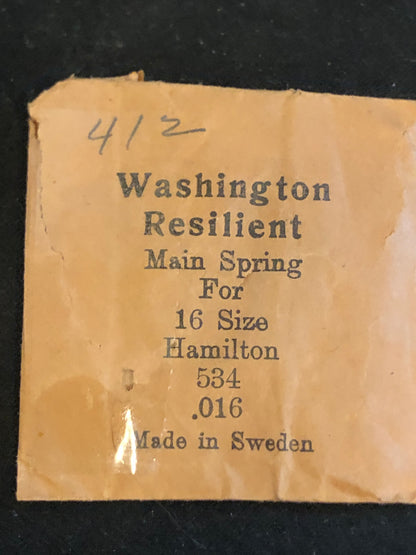 412
Washington
Resilient
Main Spring
For
16 Size
Hamilton
534
.016
Made in Sweden